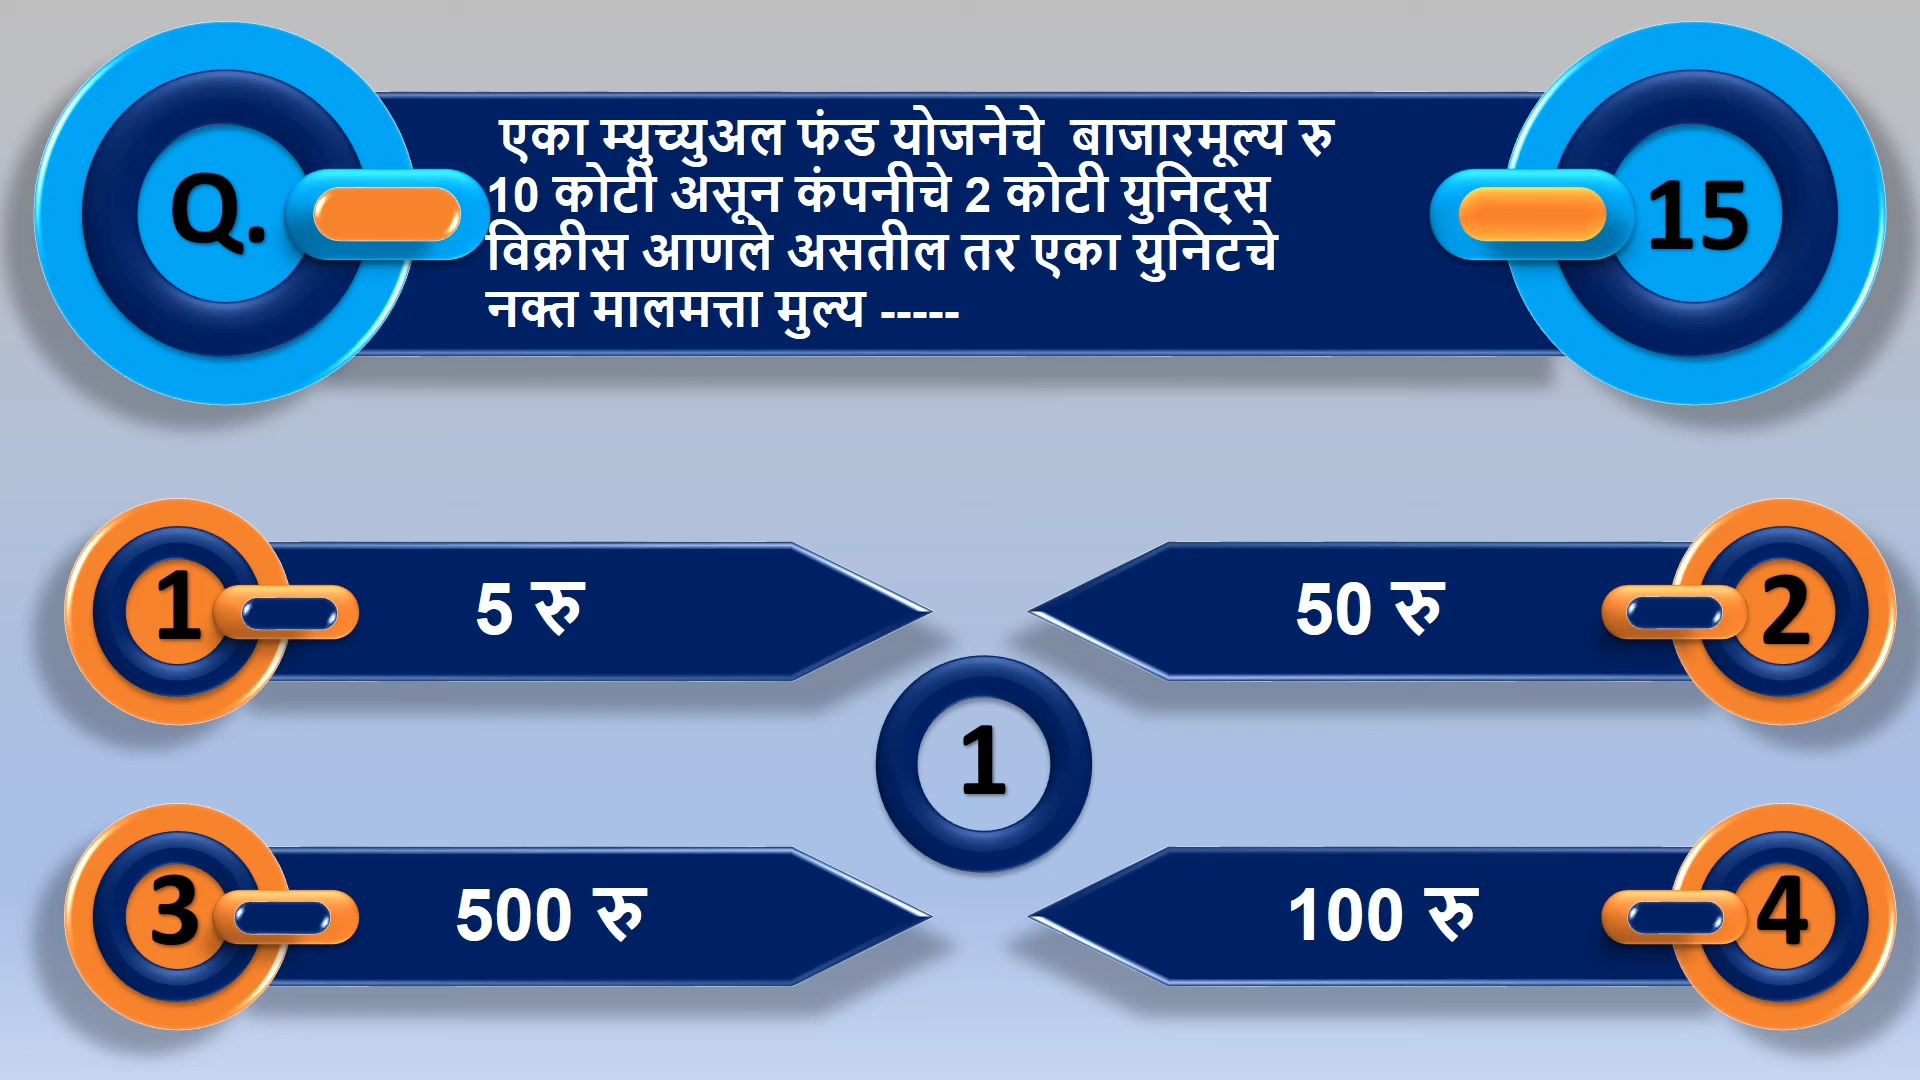 Q.
एका म्युच्युअल फंड योजनेचे बाजारमूल्य रु
10 कोटी असून कंपनीचे 2 कोटी युनिट्स
विक्रीस आणले असतील तर एका युनिटचे
नक्त मालमत्ता मुल्य -----
15
1
5 रु
50 रु
2
1
3
500 रु
100 रु
4